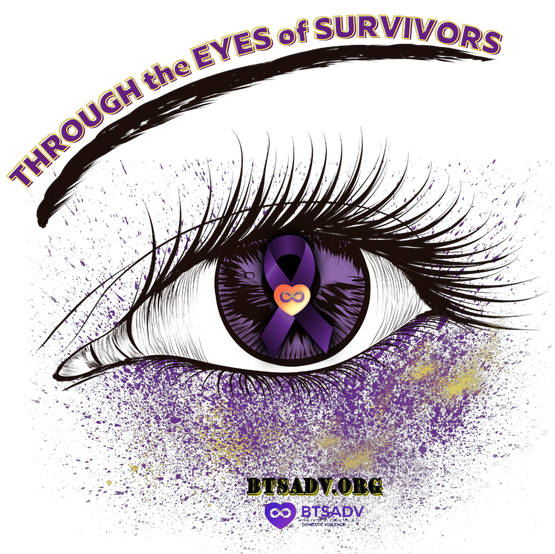 THROUGH the EYES of SURVIVORS
BTSADV.ORG
BTSADV
DOMESTIC VIOLENCE